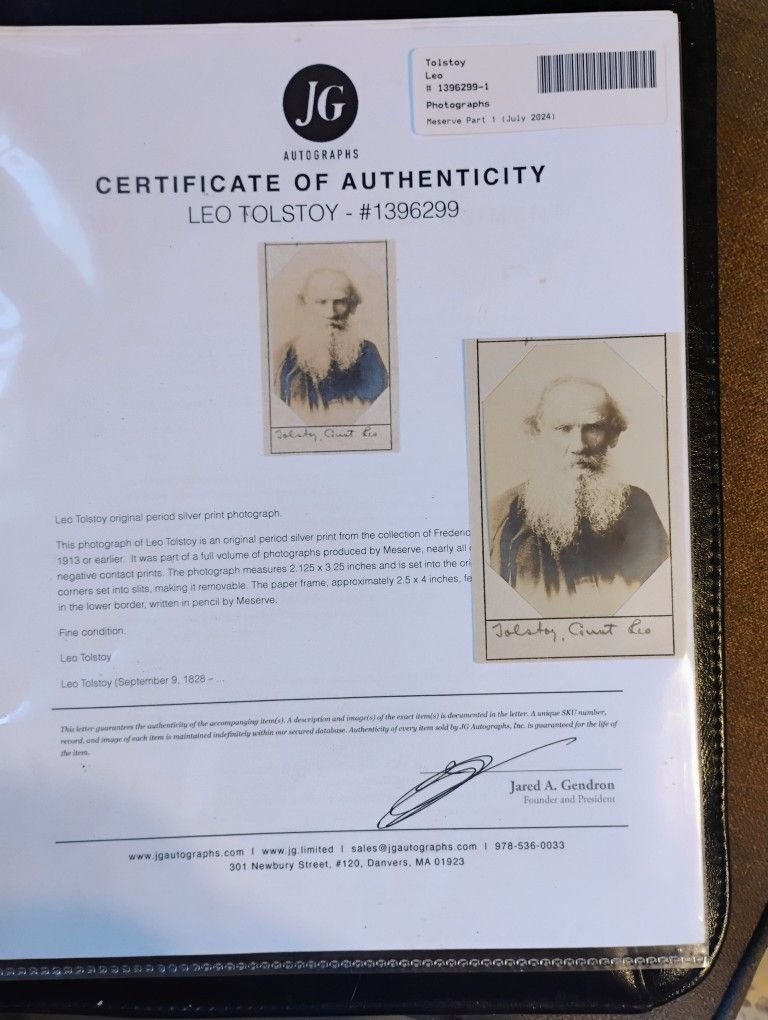 Tolstoy
Leo
# 1396299-1
Photographs
Meserve Part 1 (July 2024)
JG
AUTOGRAPHS
CERTIFICATE OF AUTHENTICITY
LEO TOLSTOY - #1396299
Tolstoy, Count Leo
Tolstoy, Count Leo
Leo Tolstoy original period silver print photograph.
This photograph of Leo Tolstoy is an original period silver print from the collection of Frederic
1913 or earlier. It was part of a full volume of photographs produced by Meserve, nearly all
negative contact prints. The photograph measures 2.125 x 3.25 inches and is set into the ori
corners set into slits, making it removable. The paper frame, approximately 2.5 x 4 inches, fe
in the lower border, written in pencil by Meserve.
Fine condition.
Leo Tolstoy
Leo Tolstoy (September 9, 1828 – ...
This letter guarantees the authenticity of the accompanying item(s). A description and image(s) of the exact item(s) is documented in the letter. A unique SKU number,
record, and image of each item is maintained indefinitely within our secured database. Authenticity of every item sold by JG Autographs, Inc. is guaranteed for the life of
the item.
Jared A. Gendron
Founder and President
www.jgautographs.com | www.jg.limited | sales@jgautographs.com | 978-536-0033
301 Newbury Street, #120, Danvers, MA 01923